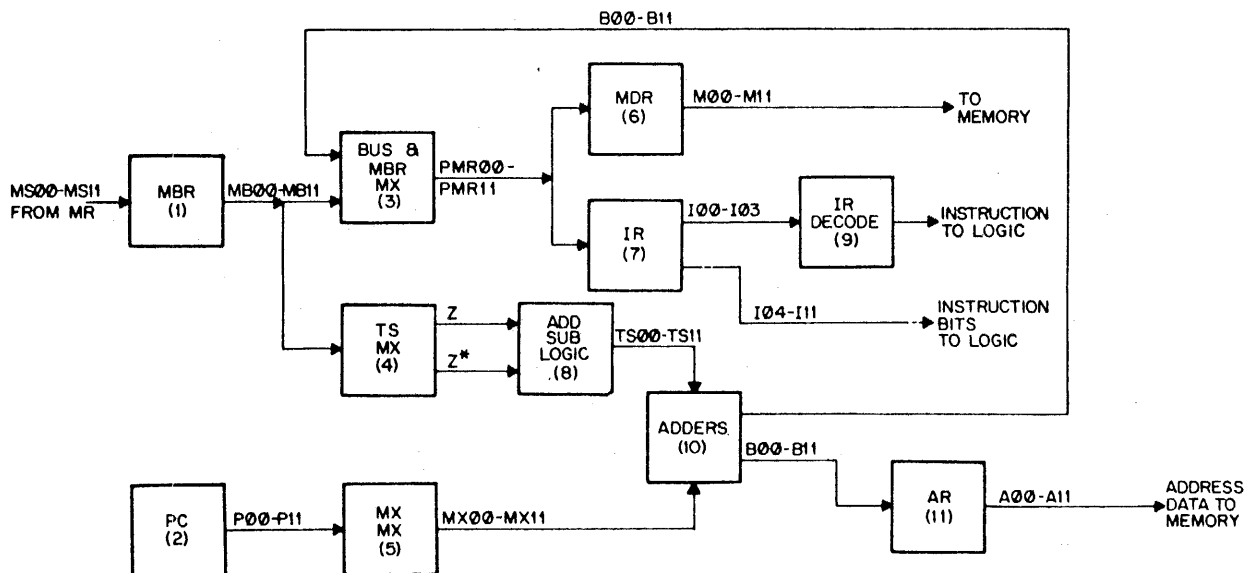 B00-B11
MDR
(6)
M00-M11
TO
MEMORY
BUS &
MBR
MX
(3)
PMR00-
PMR11
MS00-MS11
FROM MR
MBR
(1)
MB00-MB11
IR
(7)
I00-I03
IR
DECODE
(9)
INSTRUCTION
TO LOGIC
I04-I11
INSTRUCTION
BITS
TO LOGIC
TS
MX
(4)
Z
Z*
ADD
SUB
LOGIC
(8)
TS00-TS11
ADDERS
(10)
B00-B11
PC
(2)
P00-P11
MX
MX
(5)
MX00-MX11
AR
(11)
A00-A11
ADDRESS
DATA TO
MEMORY